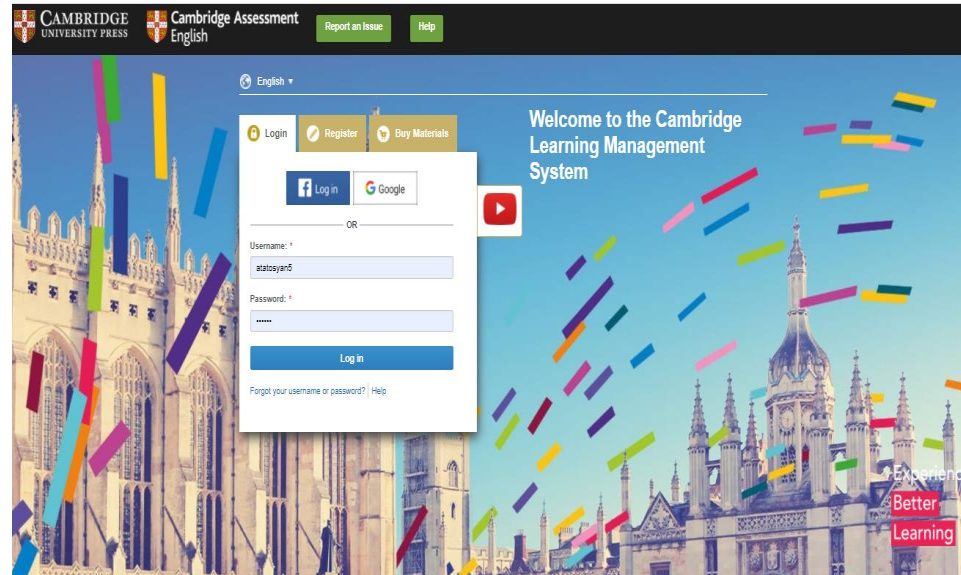 CAMBRIDGE
UNIVERSITY PRESS
Cambridge Assessment
English
Report an Issue
Help
English
Login
Register
Buy Materials
Welcome to the Cambridge
Learning Management
System
f Log in
G Google
OR
Username: *
atatosyan5
Password: *
••••••
Log in
Forgot your username or password? | Help
Experienc
Better
Learning